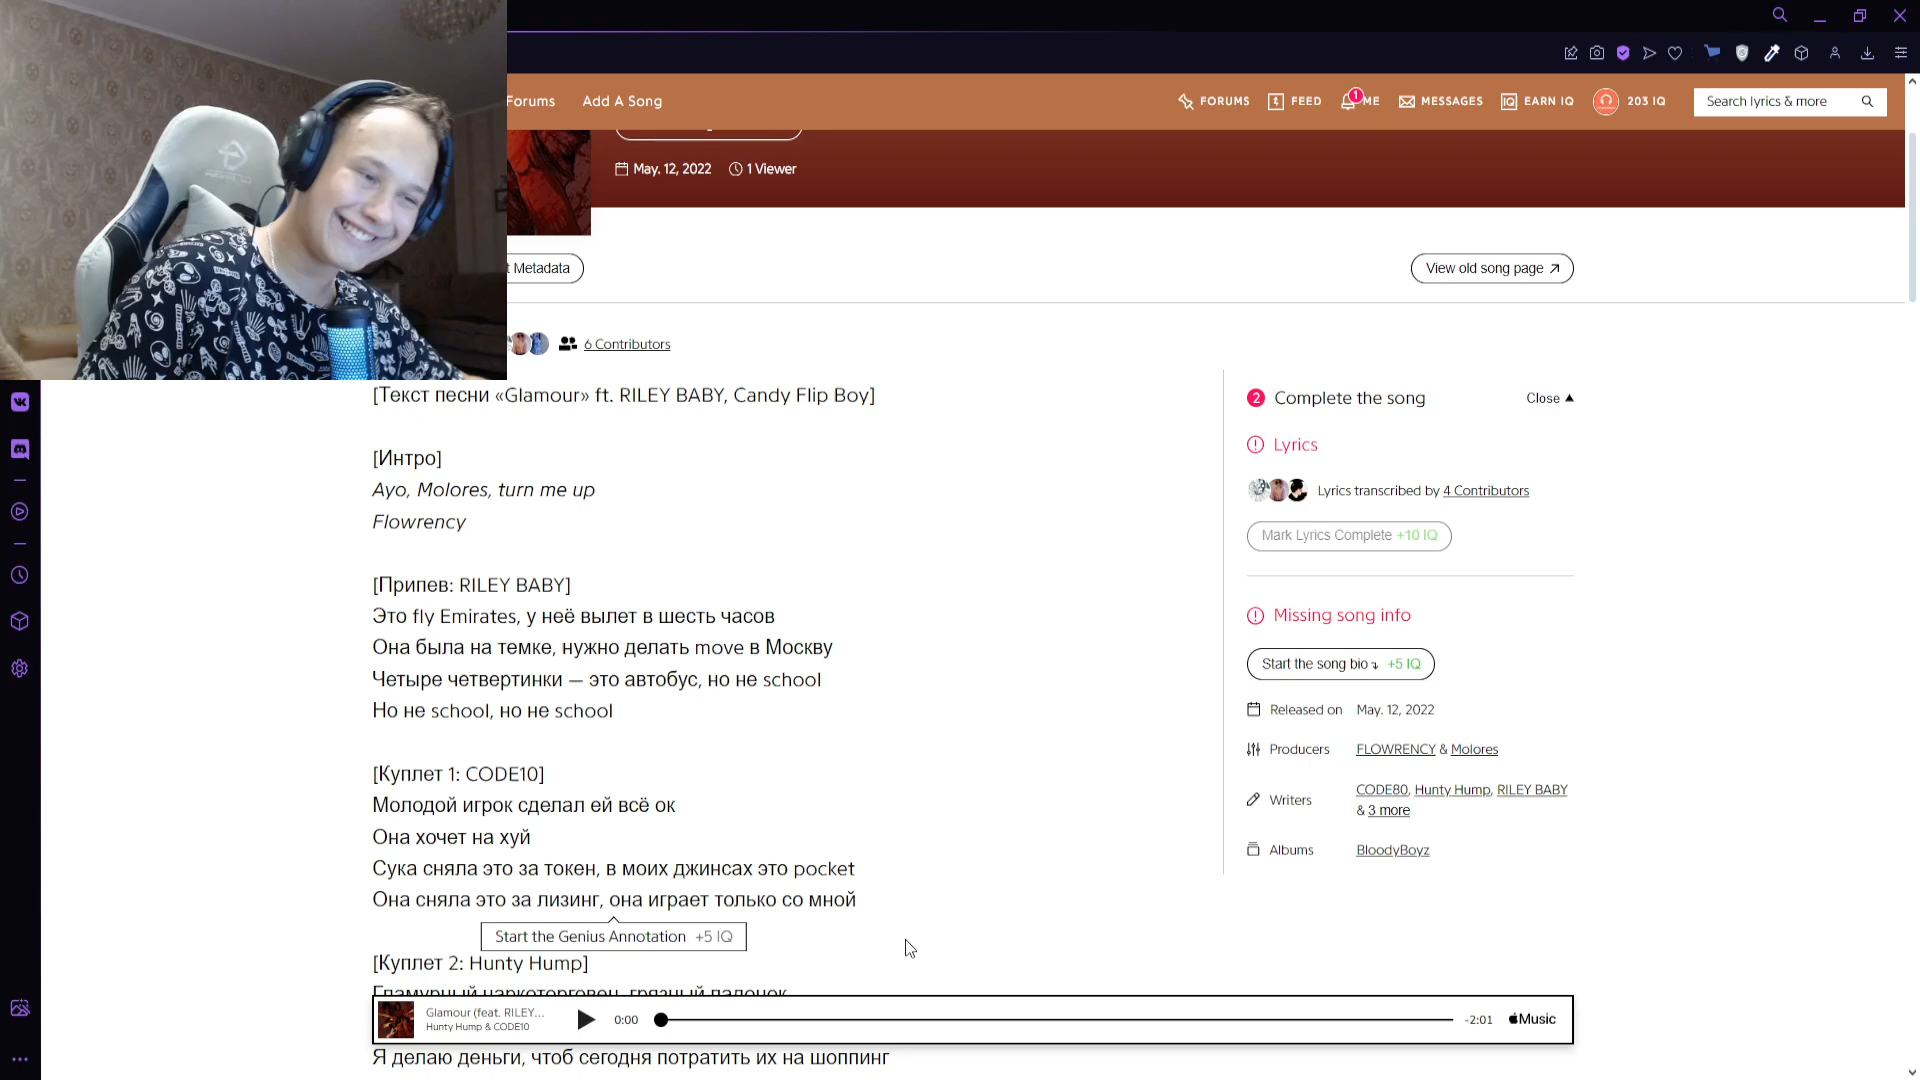 Forums
Add A Song
FORUMS
FEED
1
ME
MESSAGES
IQ
EARN IQ
203 IQ
Search lyrics & more
May. 12, 2022
1 Viewer
t Metadata
View old song page
6 Contributors
[Текст песни «Glamour» ft. RILEY BABY, Candy Flip Boy]
[Интро]
Ayo, Molores, turn me up
Flowrency
[Припев: RILEY BABY]
Это fly Emirates, у неё вылет в шесть часов
Она была на темке, нужно делать move в Москву
Четыре четвертинки — это автобус, но не school
Но не school, но не school
[Куплет 1: CODE10]
Молодой игрок сделал ей всё ок
Она хочет на хуй
Сука сняла это за токен, в моих джинсах это pocket
Она сняла это за лизинг, она играет только со мной
Start the Genius Annotation +5 IQ
[Куплет 2: Hunty Hump]
Гламурный наркоторговец, грязный
Я делаю деньги, чтоб сегодня потратить их на шоппинг
2 Complete the song
Close
Lyrics
Lyrics transcribed by 4 Contributors
Mark Lyrics Complete +10 IQ
Missing song info
Start the song bio +5 IQ
Released on May. 12, 2022
Producers FLOWRENCY & Molores
Writers CODE80, Hunty Hump, RILEY BABY
& 3 more
Albums BloodyBoyz
Glamour (feat. RILEY...
Hunty Hump & CODE10
0:00
-2:01
Music